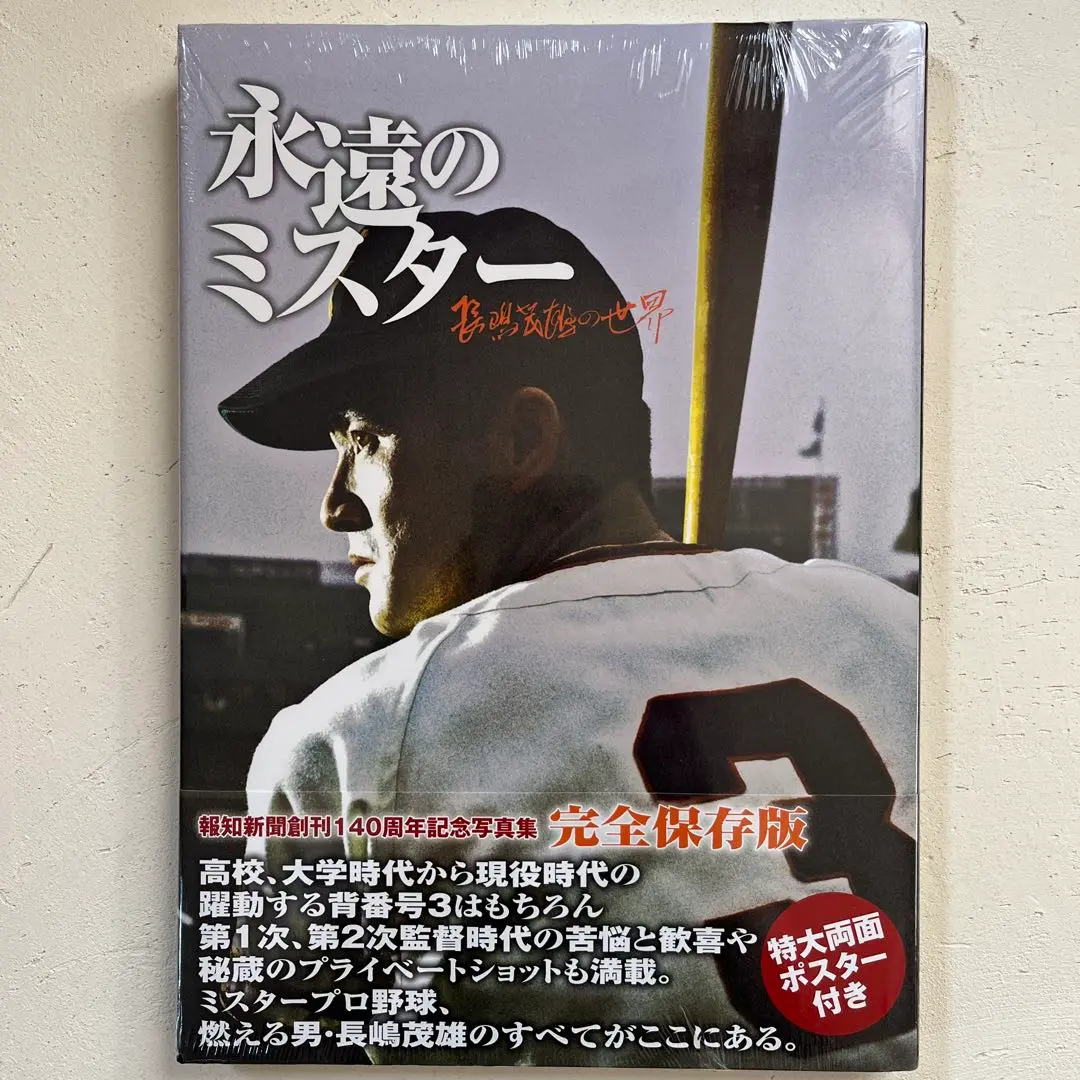 永遠の
ミスター
長嶋茂雄の世界
3
報知新聞創刊140周年記念写真集 完全保存版
高校、大学時代から現役時代の
躍動する背番号3はもちろん
第1次、第2次監督時代の苦悩と歓喜や
秘蔵のプライベートショットも満載。
ミスタープロ野球、
燃える男・長嶋茂雄のすべてがここにある。
特大両面
ポスター
付き